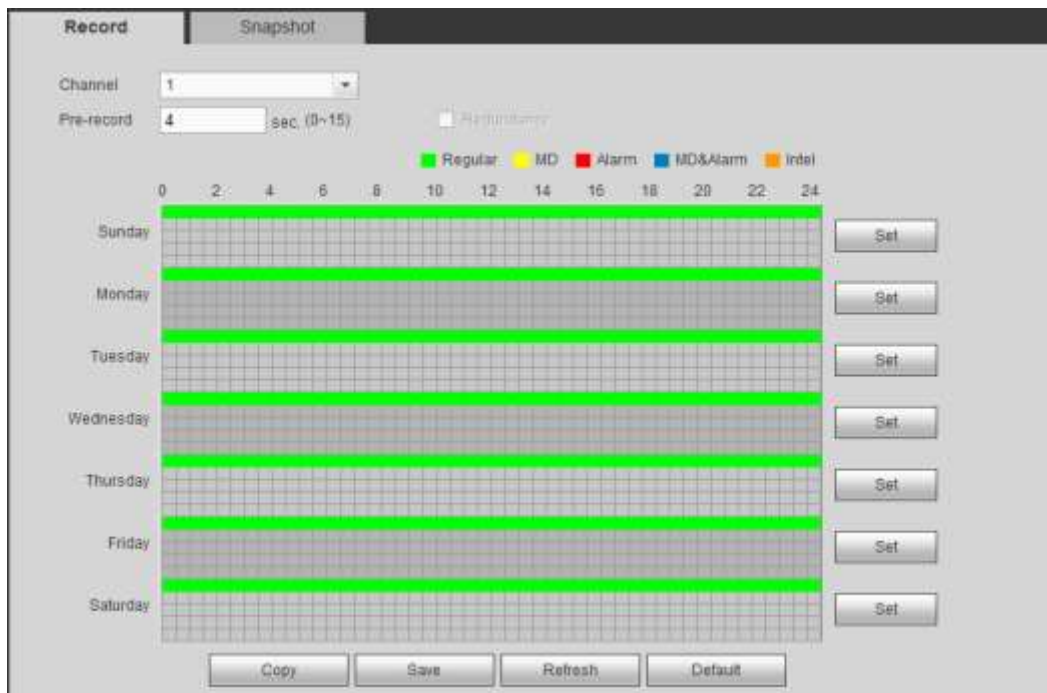 Record Snapshot
Channel 1
Pre-record 4 sec. (0~15) Redundancy
Regular MD Alarm MD&Alarm Intel
0 2 4 6 8 10 12 14 16 18 20 22 24
Sunday Set
Monday Set
Tuesday Set
Wednesday Set
Thursday Set
Friday Set
Saturday Set
Copy Save Refresh Default